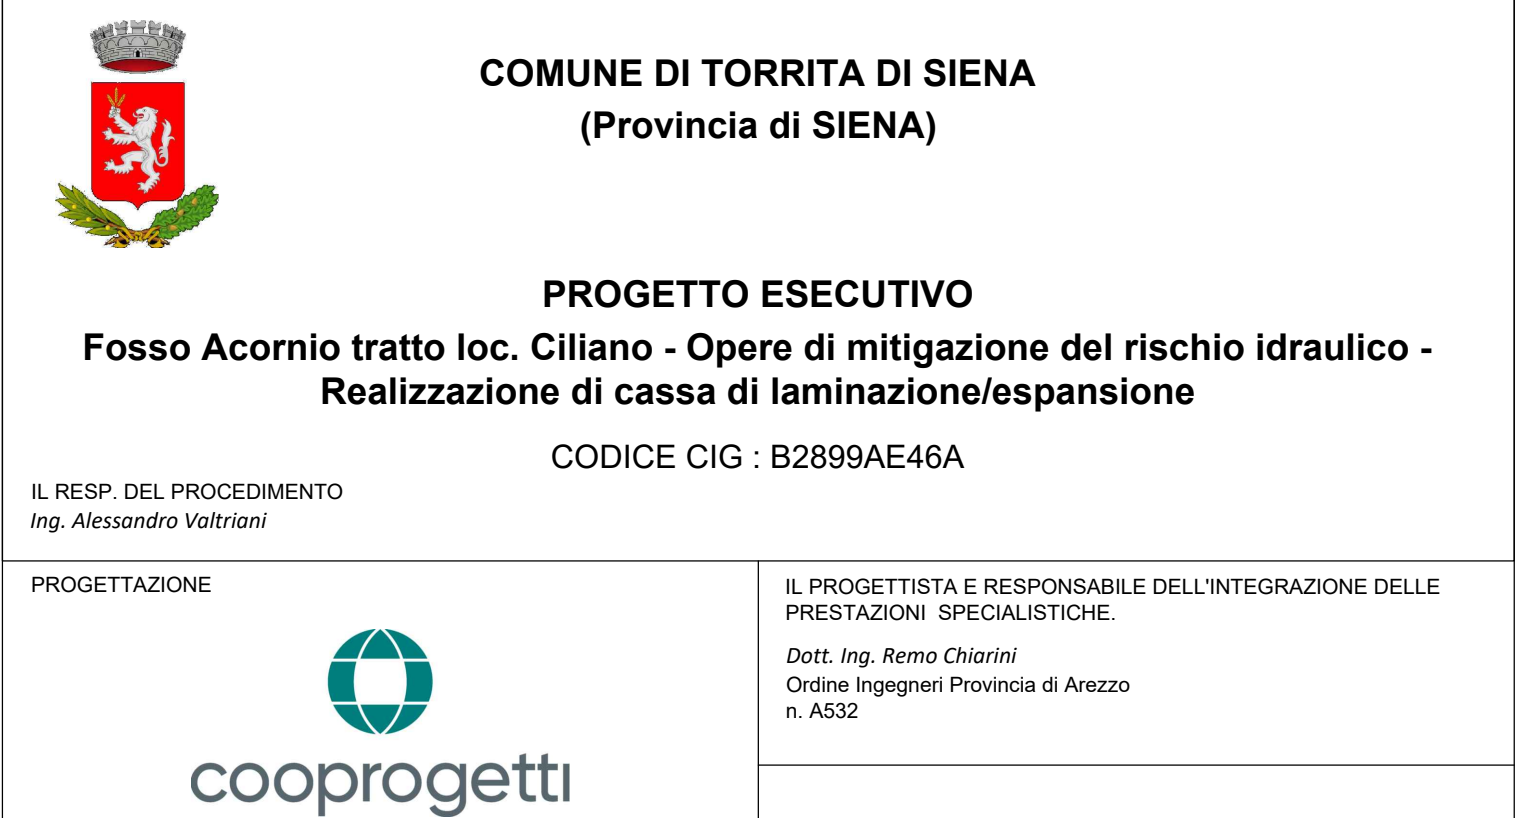 COMUNE DI TORRITA DI SIENA
(Provincia di SIENA)
PROGETTO ESECUTIVO
Fosso Acornio tratto loc. Ciliano - Opere di mitigazione del rischio idraulico -
Realizzazione di cassa di laminazione/espansione
CODICE CIG : B2899AE46A
IL RESP. DEL PROCEDIMENTO
Ing. Alessandro Valtriani
PROGETTAZIONE
cooprogetti
IL PROGETTISTA E RESPONSABILE DELL'INTEGRAZIONE DELLE
PRESTAZIONI  SPECIALISTICHE.
Dott. Ing. Remo Chiarini
Ordine Ingegneri Provincia di Arezzo
n. A532